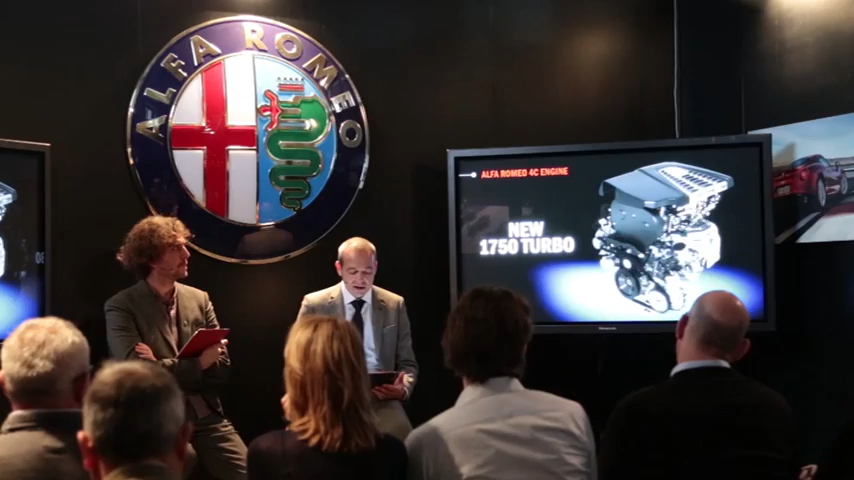 ALFA ROMEO
ALFA ROMEO 4C ENGINE
NEW
1750 TURBO